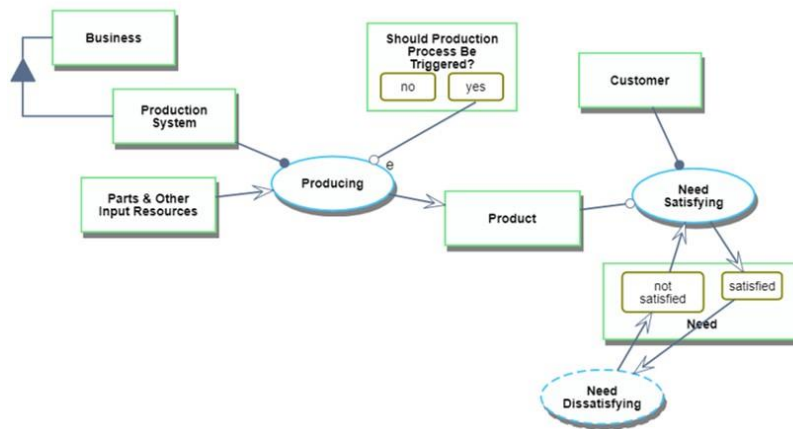 Business
Should Production
Process Be
Triggered?
no
yes
Customer
Production
System
e
Producing
Need
Satisfying
Parts & Other
Input Resources
Product
not
satisfied
satisfied
Need
Need
Dissatisfying